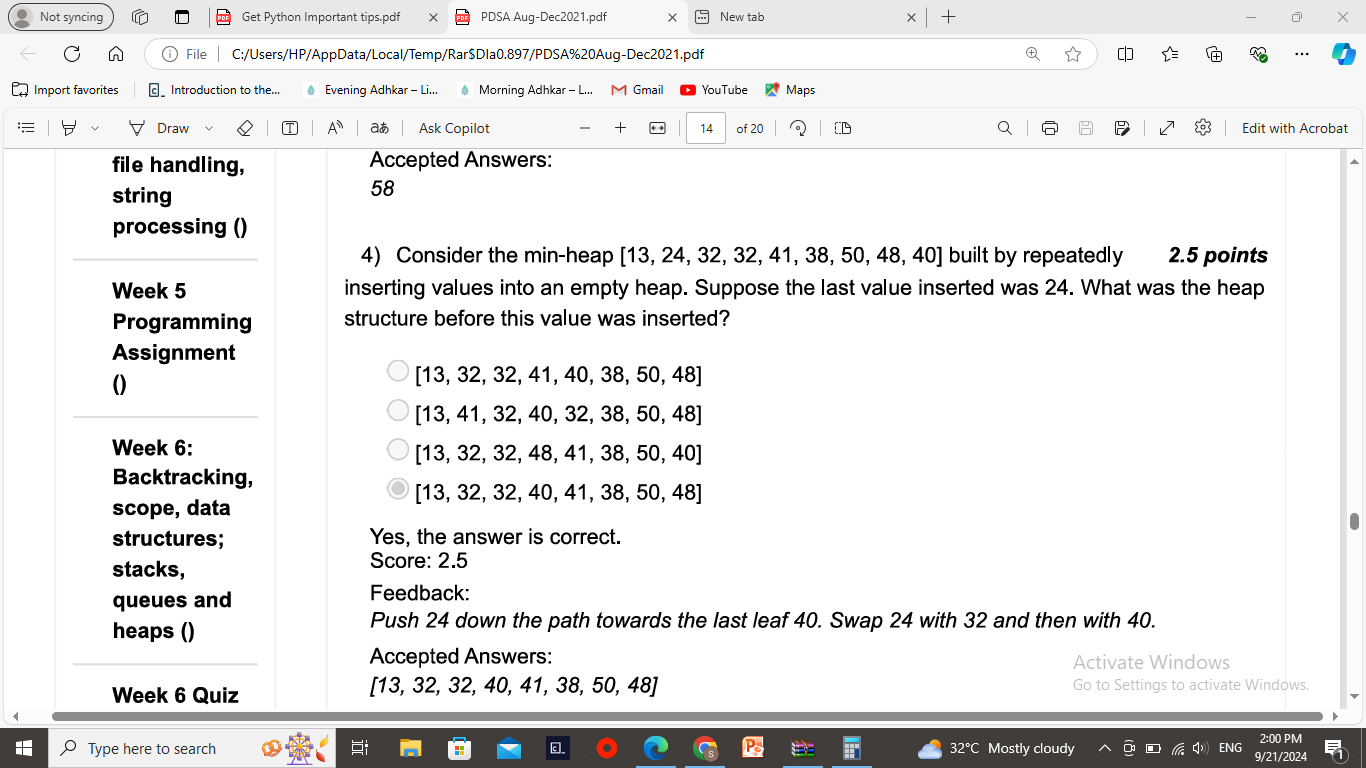 Not syncing
Get Python Important tips.pdf
PDSA Aug-Dec2021.pdf
New tab
File
C:/Users/HP/AppData/Local/Temp/Rar$DIa0.897/PDSA%20Aug-Dec2021.pdf
Import favorites
Introduction to the...
Evening Adhkar – Li...
Morning Adhkar – L...
Gmail
YouTube
Maps
Draw
Ask Copilot
14
of 20
Edit with Acrobat
file handling,
string
processing ()
Week 5
Programming
Assignment
()
Week 6:
Backtracking,
scope, data
structures;
stacks,
queues and
heaps ()
Week 6 Quiz
Accepted Answers:
58
4) Consider the min-heap [13, 24, 32, 32, 41, 38, 50, 48, 40] built by repeatedly 2.5 points
inserting values into an empty heap. Suppose the last value inserted was 24. What was the heap
structure before this value was inserted?
[13, 32, 32, 41, 40, 38, 50, 48]
[13, 41, 32, 40, 32, 38, 50, 48]
[13, 32, 32, 48, 41, 38, 50, 40]
[13, 32, 32, 40, 41, 38, 50, 48]
Yes, the answer is correct.
Score: 2.5
Feedback:
Push 24 down the path towards the last leaf 40. Swap 24 with 32 and then with 40.
Accepted Answers:
[13, 32, 32, 40, 41, 38, 50, 48]
Activate Windows
Go to Settings to activate Windows.
Type here to search
32°C Mostly cloudy
ENG
2:00 PM
9/21/2024
1